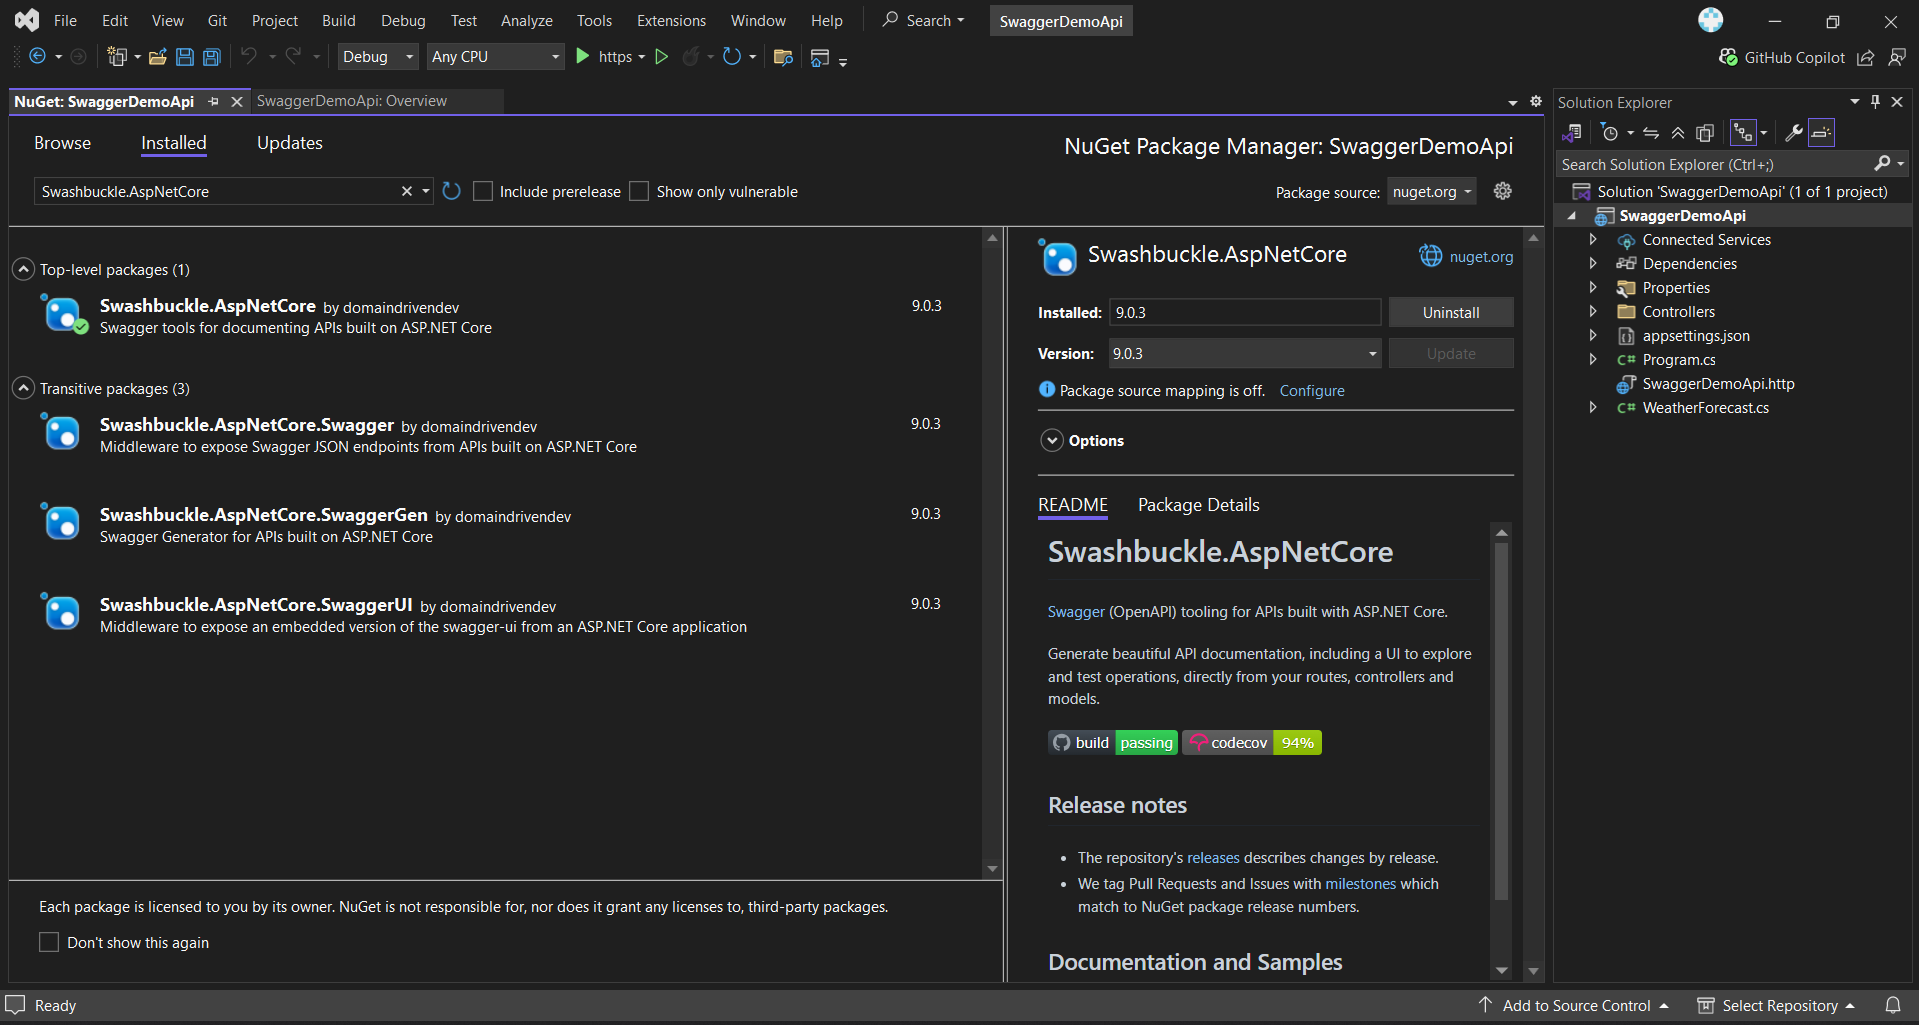 File Edit View Git Project Build Debug Test Analyze Tools Extensions Window Help Search SwaggerDemoApi
Debug Any CPU https GitHub Copilot
NuGet: SwaggerDemoApi SwaggerDemoApi: Overview
Browse Installed Updates
NuGet Package Manager: SwaggerDemoApi
Swashbuckle.AspNetCore Include prerelease Show only vulnerable
Package source: nuget.org
Top-level packages (1)
Swashbuckle.AspNetCore by domaindrivendev 9.0.3
Swagger tools for documenting APIs built on ASP.NET Core
Transitive packages (3)
Swashbuckle.AspNetCore.Swagger by domaindrivendev 9.0.3
Middleware to expose Swagger JSON endpoints from APIs built on ASP.NET Core
Swashbuckle.AspNetCore.SwaggerGen by domaindrivendev 9.0.3
Swagger Generator for APIs built on ASP.NET Core
Swashbuckle.AspNetCore.SwaggerUI by domaindrivendev 9.0.3
Middleware to expose an embedded version of the swagger-ui from an ASP.NET Core application
Each package is licensed to you by its owner. NuGet is not responsible for, nor does it grant any licenses to, third-party packages.
Don't show this again
Swashbuckle.AspNetCore nuget.org
Installed: 9.0.3 Uninstall
Version: 9.0.3 Update
Package source mapping is off. Configure
Options
README Package Details
Swashbuckle.AspNetCore
Swagger (OpenAPI) tooling for APIs built with ASP.NET Core.
Generate beautiful API documentation, including a UI to explore
and test operations, directly from your routes, controllers and
models.
build passing codecov 94%
Release notes
• The repository's releases describes changes by release.
• We tag Pull Requests and Issues with milestones which
match to NuGet package release numbers.
Documentation and Samples
Solution Explorer
Search Solution Explorer (Ctrl+;)
Solution 'SwaggerDemoApi' (1 of 1 project)
SwaggerDemoApi
Connected Services
Dependencies
Properties
Controllers
appsettings.json
C# Program.cs
SwaggerDemoApi.http
C# WeatherForecast.cs
Ready Add to Source Control Select Repository